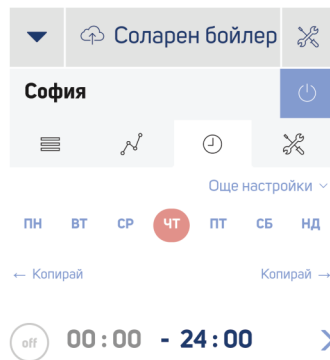 Соларен бойлер
София
Още настройки
ПН ВТ СР ЧТ ПТ СБ НД
← Копирай Копирай →
off 00:00 - 24:00